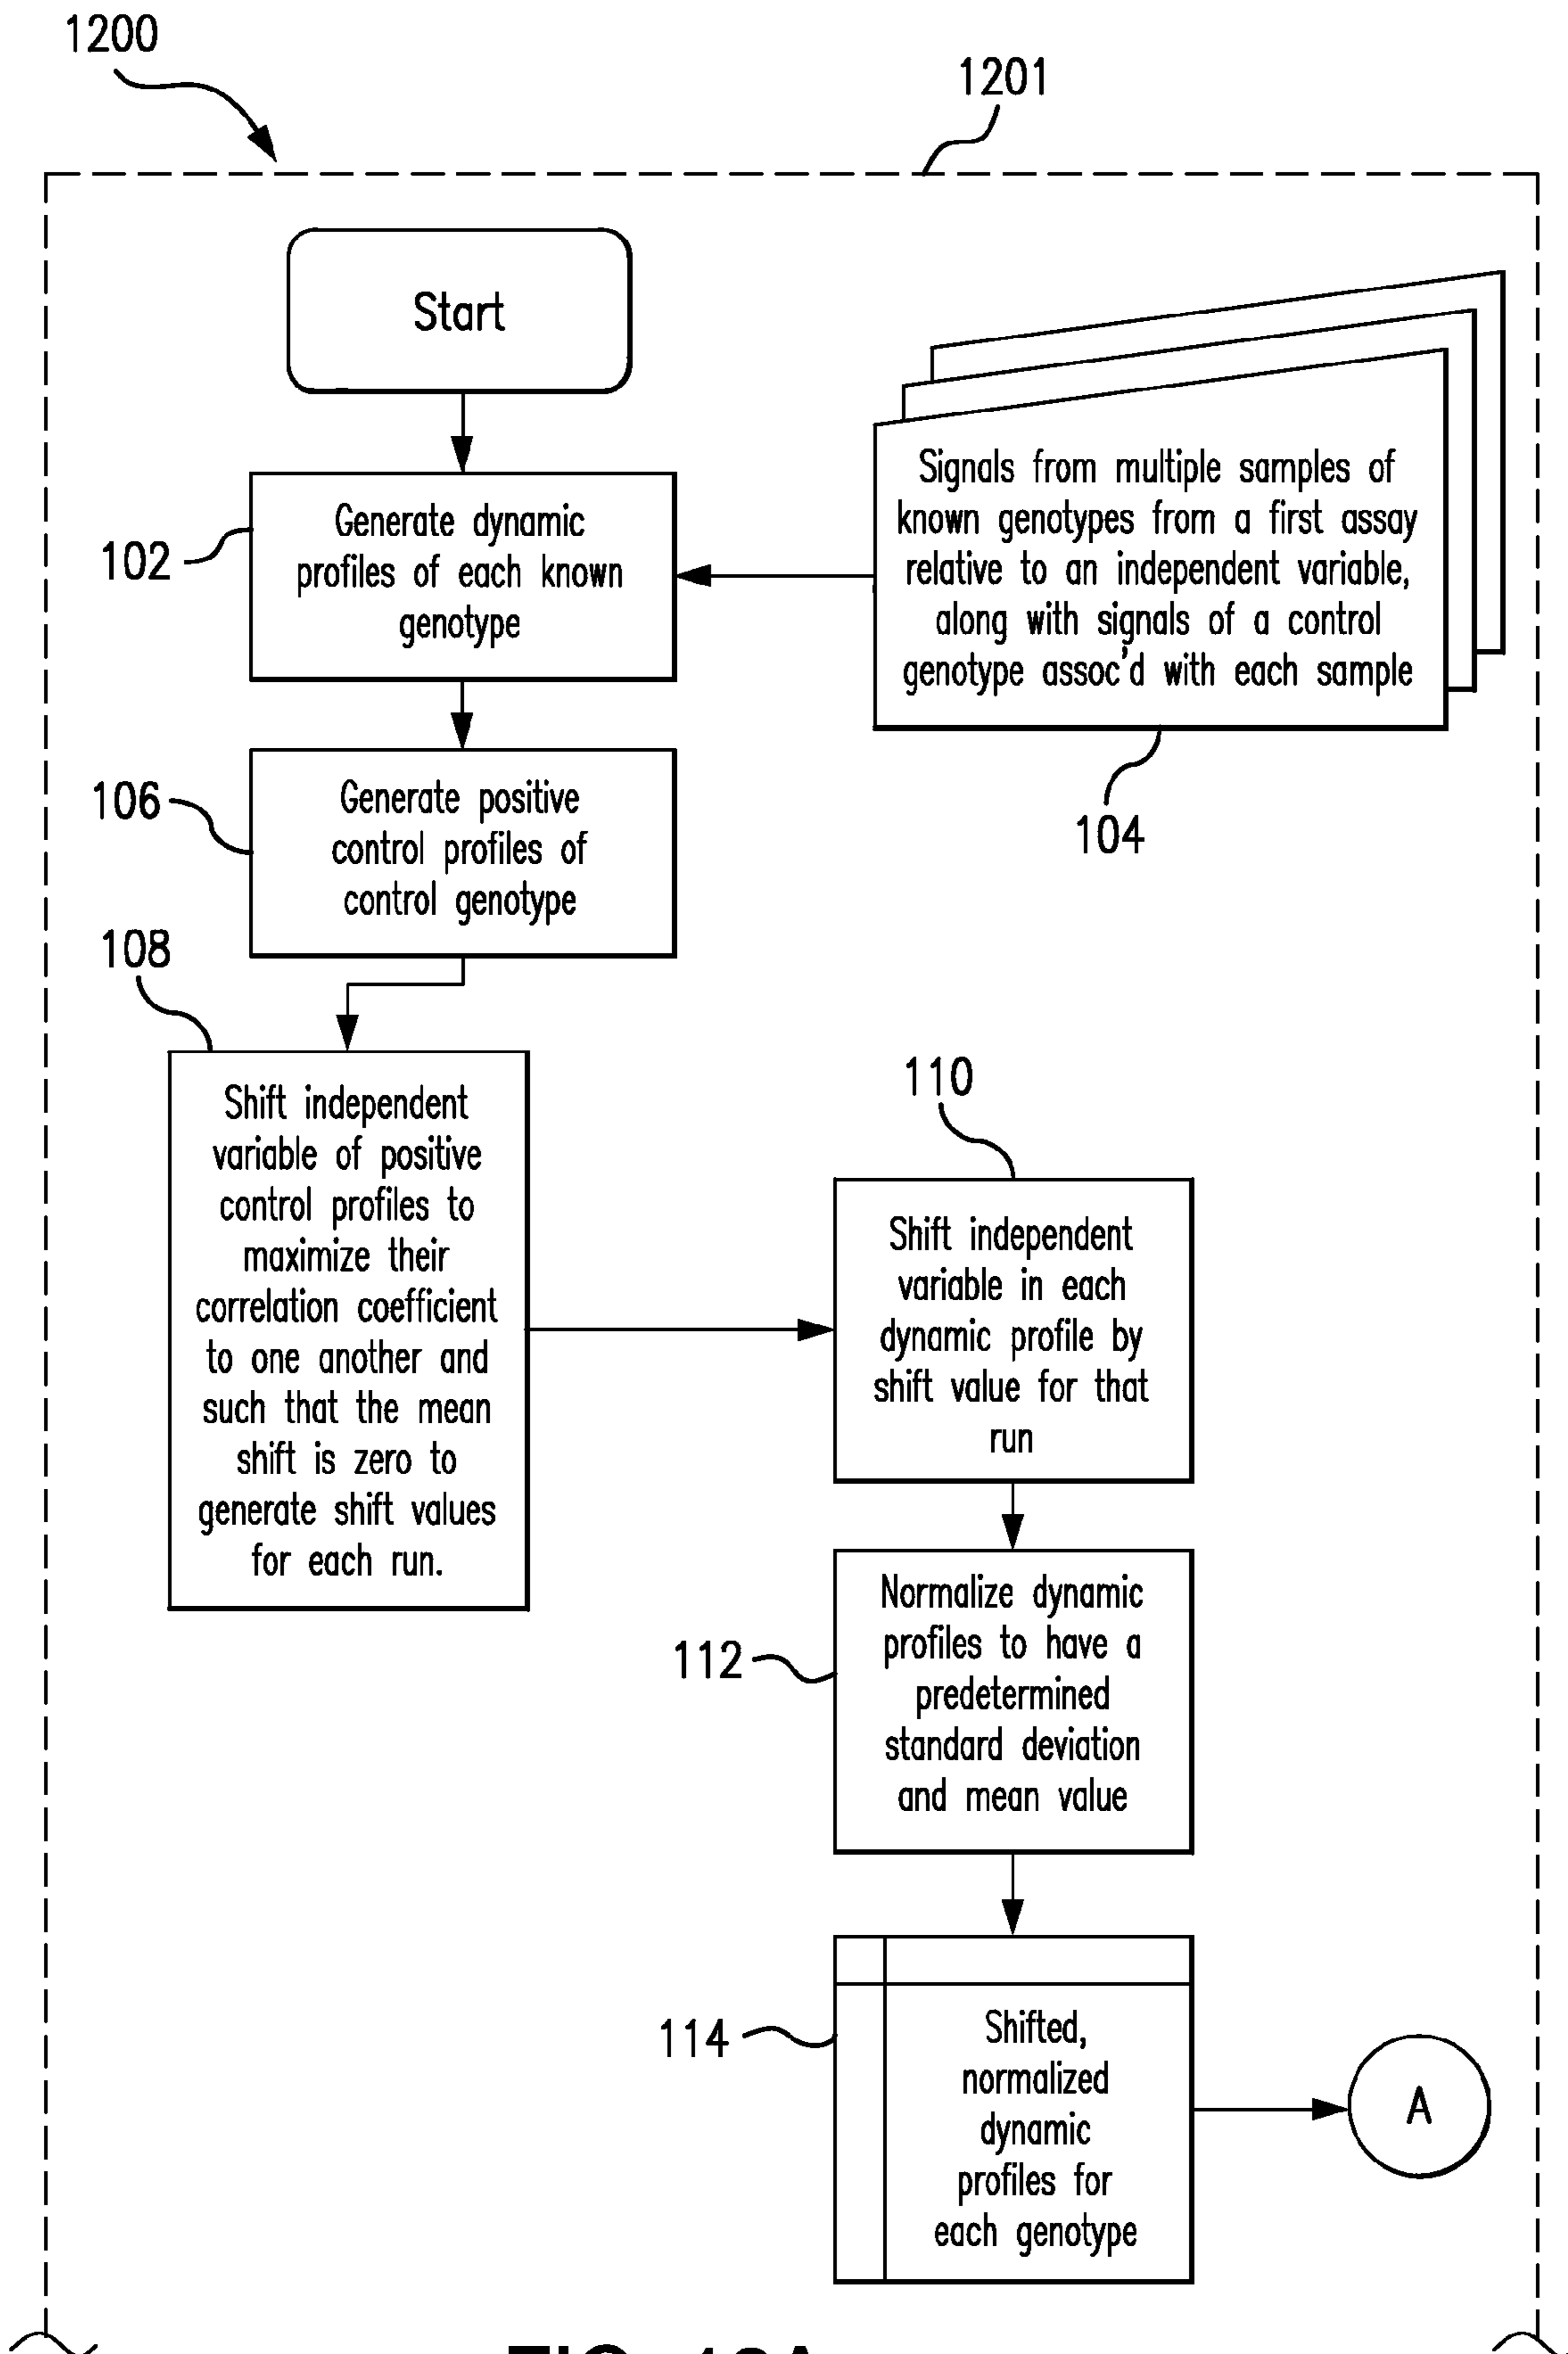 1200
1201
Start
Signals from multiple samples of
known genotypes from a first assay
relative to an independent variable,
along with signals of a control
genotype assoc'd with each sample
104
102
Generate dynamic
profiles of each known
genotype
106
Generate positive
control profiles of
control genotype
108
Shift independent
variable of positive
control profiles to
maximize their
correlation coefficient
to one another and
such that the mean
shift is zero to
generate shift values
for each run.
110
Shift independent
variable in each
dynamic profile by
shift value for that
run
112
Normalize dynamic
profiles to have a
predetermined
standard deviation
and mean value
114
Shifted,
normalized
dynamic
profiles for
each genotype
A